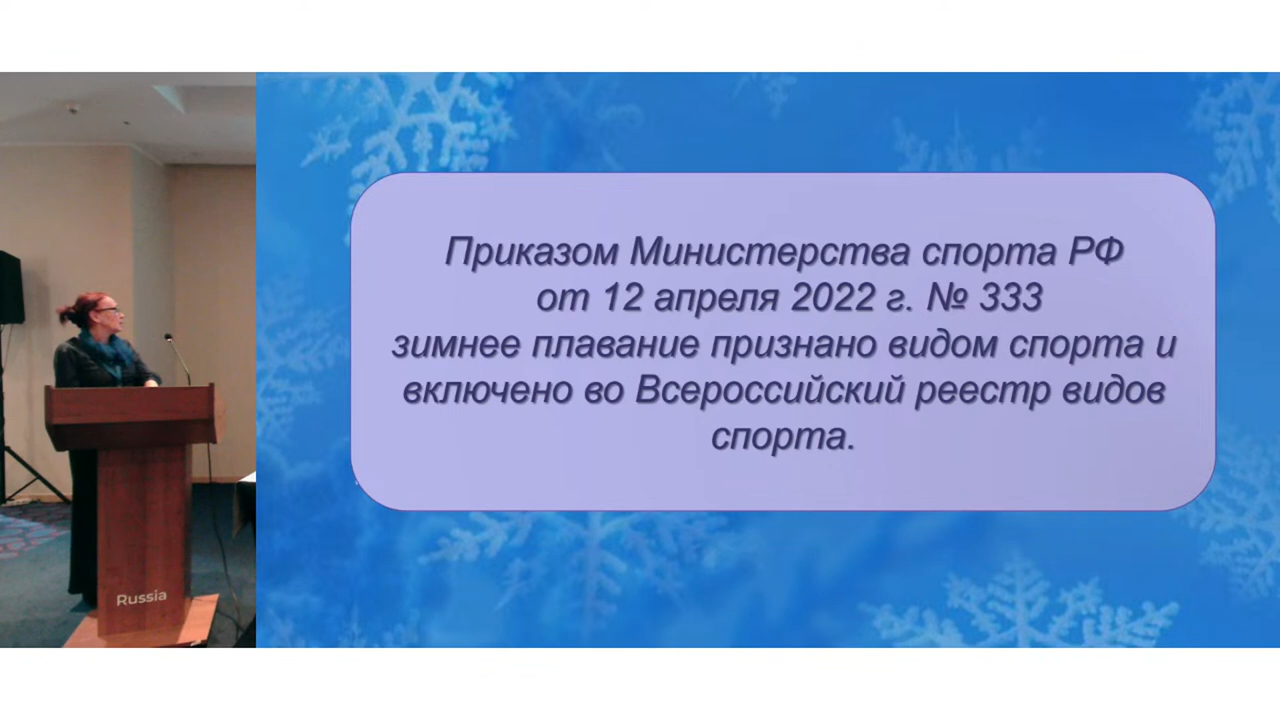 Приказом Министерства спорта РФ
от 12 апреля 2022 г. № 333
зимнее плавание признано видом спорта и
включено во Всероссийский реестр видов
спорта.
Russia